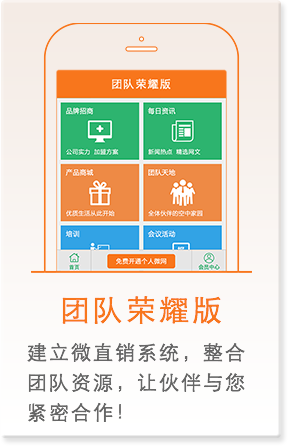 团队荣耀版
品牌招商
每日资讯
公司实力 加盟方案
新闻热点 精选网文
产品商城
团队天地
优质生活从此开始
全体伙伴的空中家园
培训
会议活动
首页
免费开通个人微网
会员中心
团队荣耀版
建立微直销系统，整合
团队资源，让伙伴与您
紧密合作！